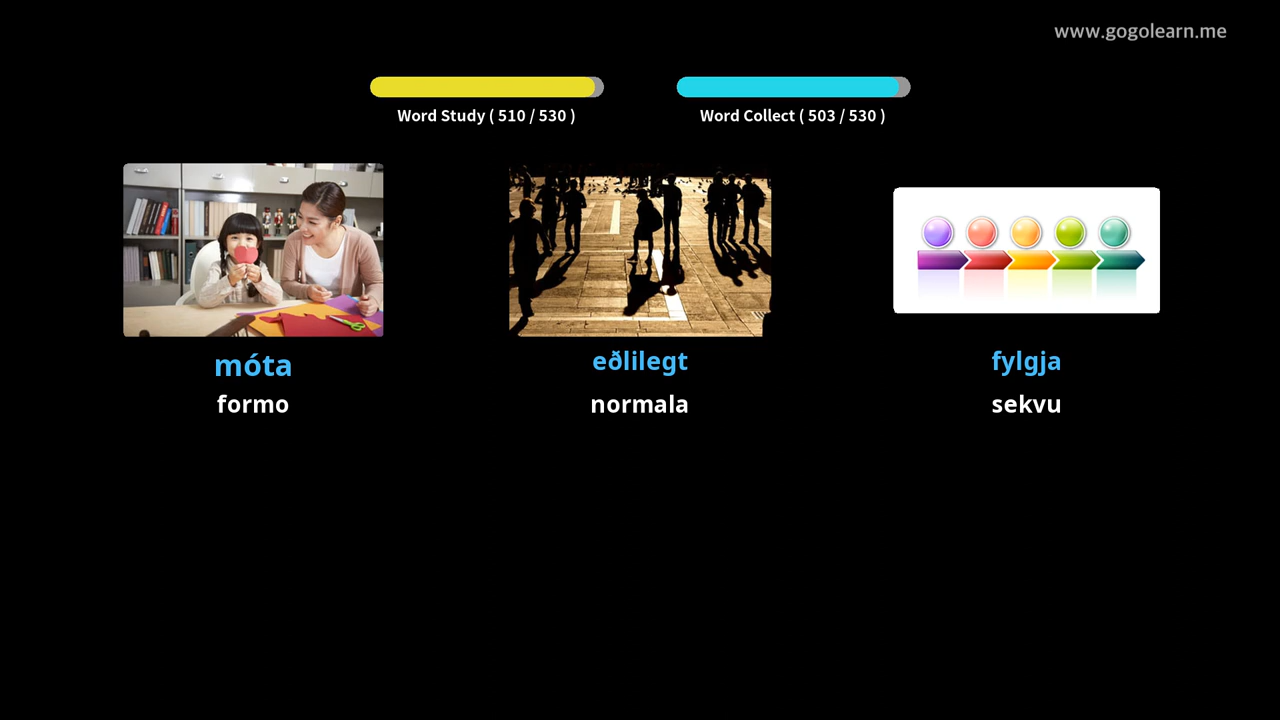 www.gogolearn.me
Word Study ( 510 / 530 )
Word Collect ( 503 / 530 )
móta
formo
eðlilegt
normala
fylgja
sekvu